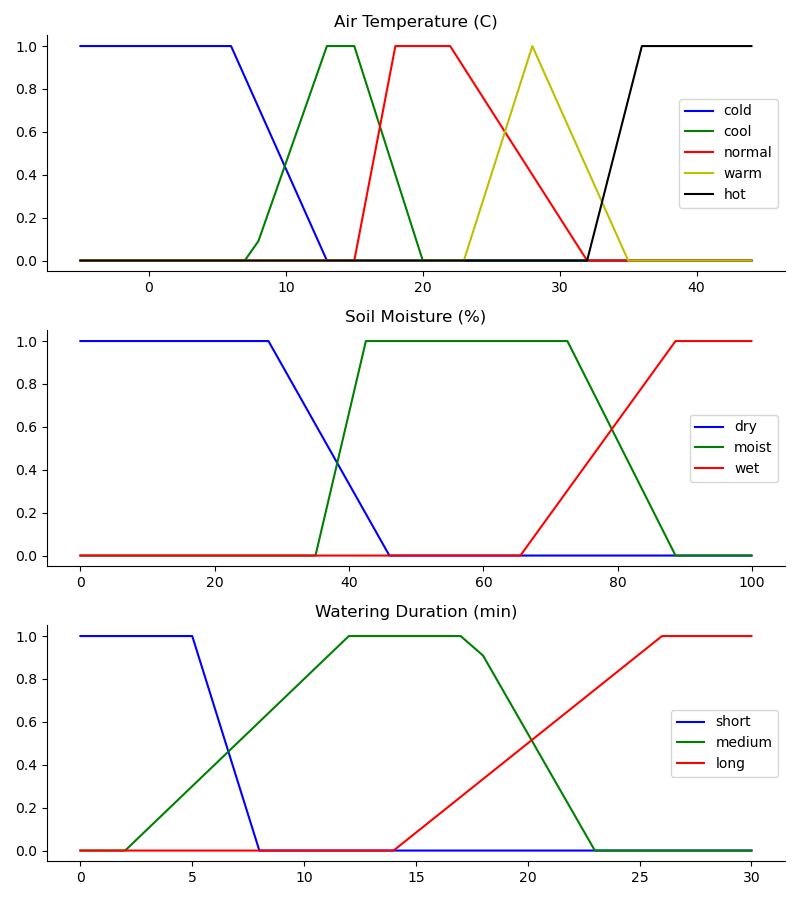 Air Temperature (C)
1.0
0.8
0.6
0.4
0.2
0.0
cold
cool
normal
warm
hot
0 10 20 30 40
Soil Moisture (%)
1.0
0.8
0.6
0.4
0.2
0.0
dry
moist
wet
0 20 40 60 80 100
Watering Duration (min)
1.0
0.8
0.6
0.4
0.2
0.0
short
medium
long
0 5 10 15 20 25 30